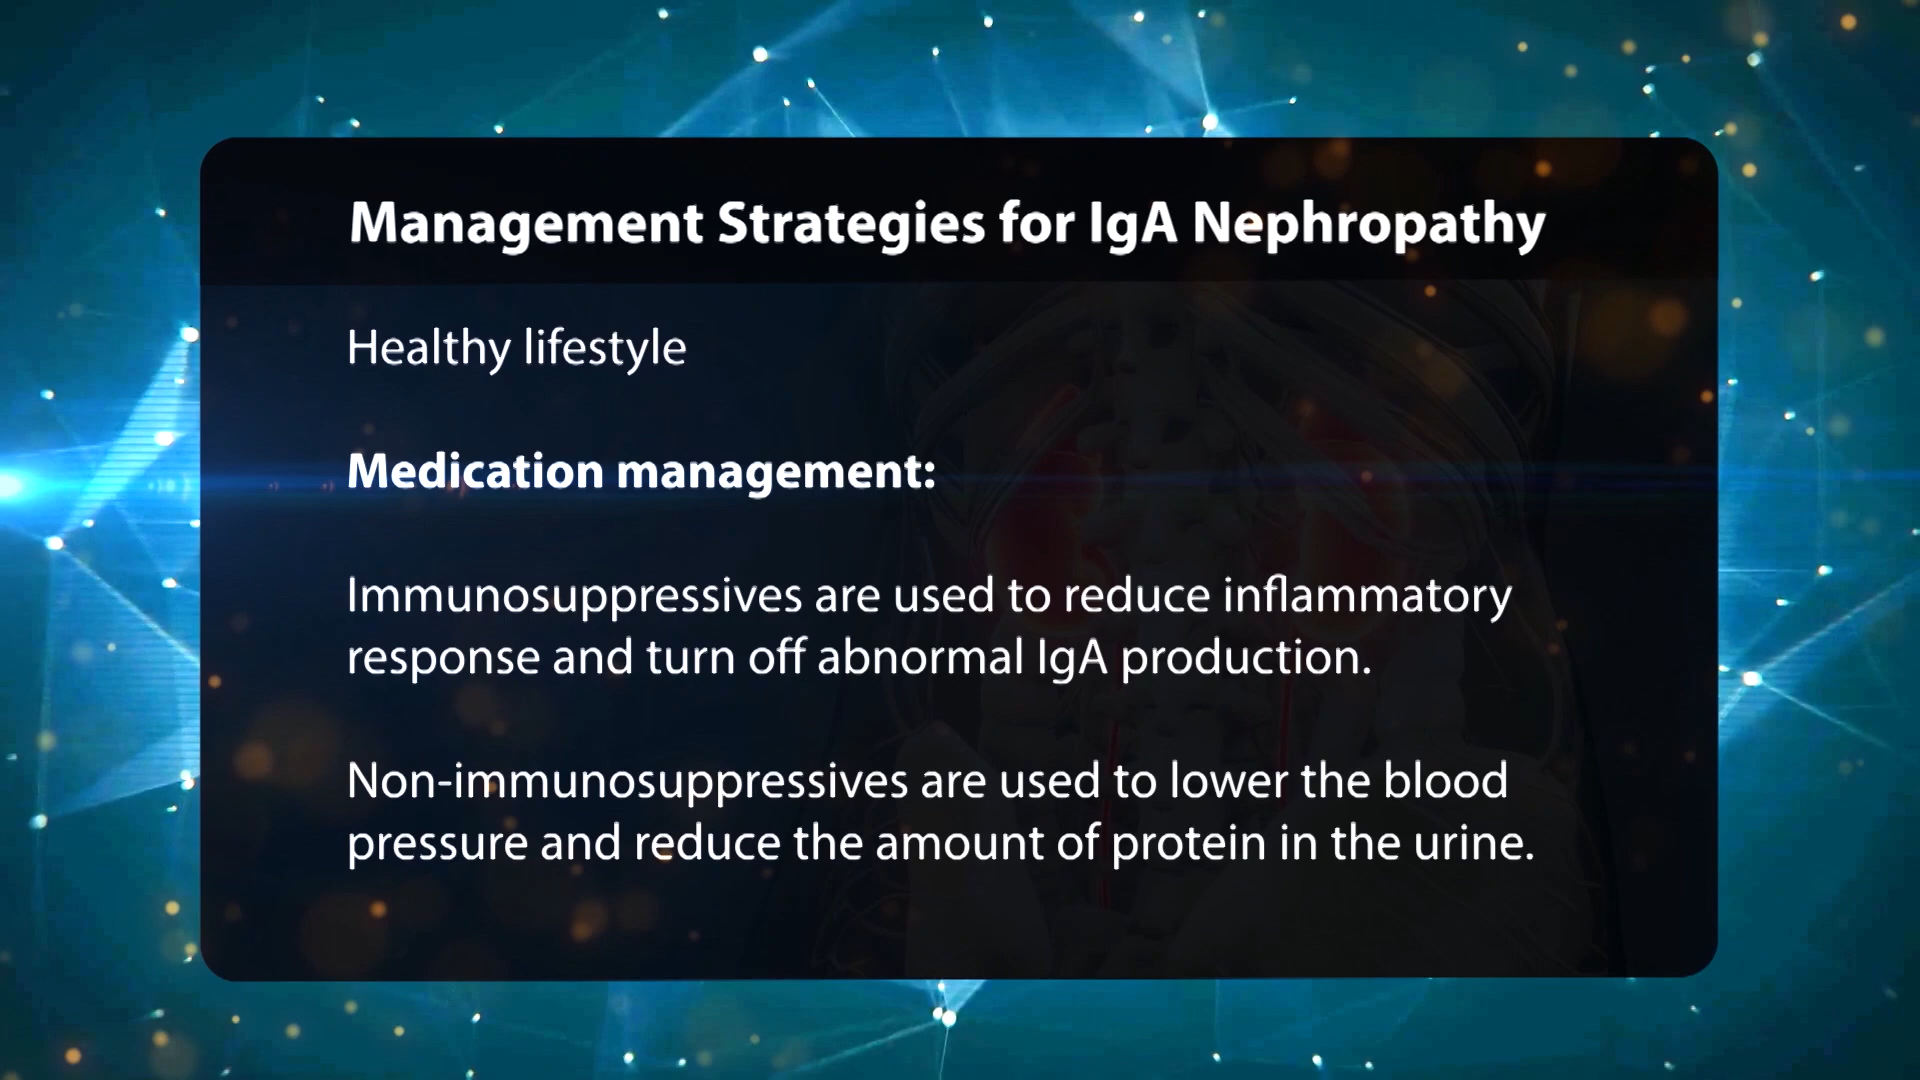 Management Strategies for IgA Nephropathy
Healthy lifestyle
Medication management:
Immunosuppressives are used to reduce inflammatory
response and turn off abnormal IgA production.
Non-immunosuppressives are used to lower the blood
pressure and reduce the amount of protein in the urine.